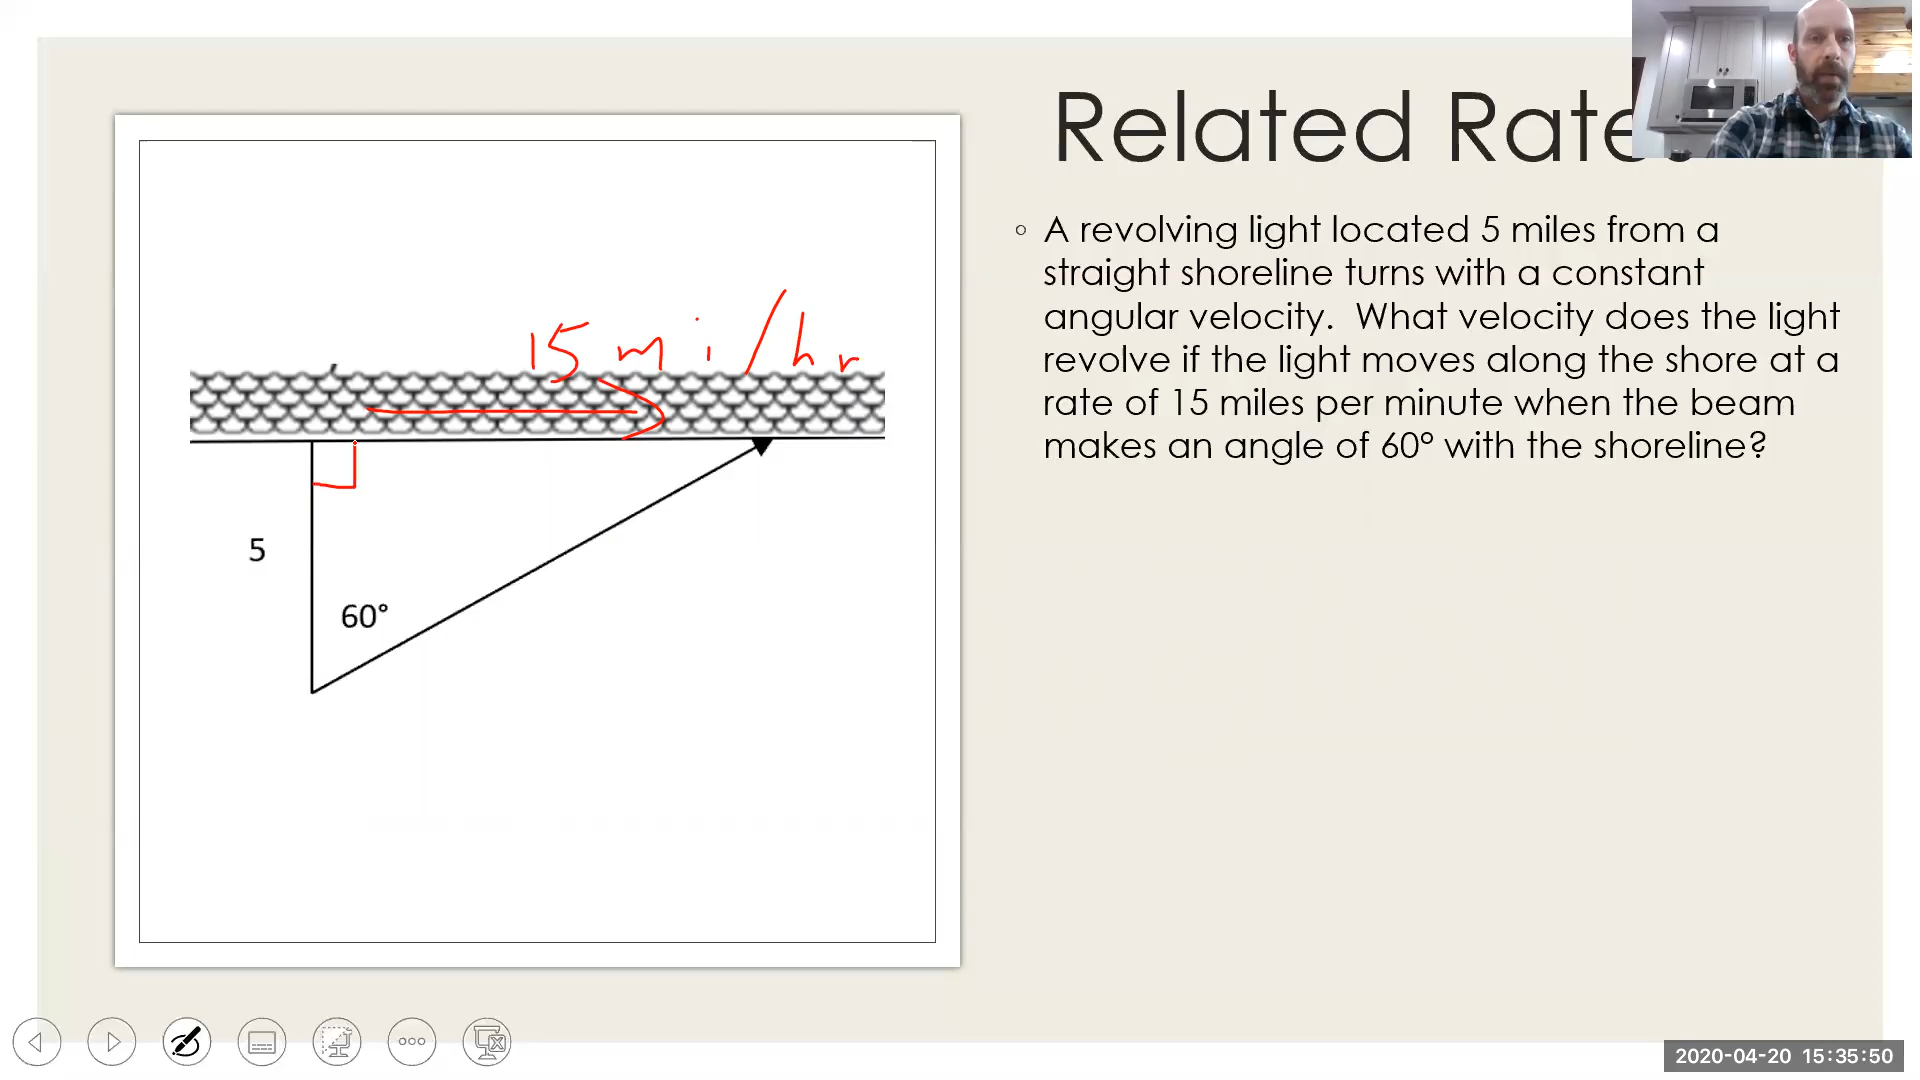 Related Rate
◦ A revolving light located 5 miles from a
straight shoreline turns with a constant
angular velocity. What velocity does the light
revolve if the light moves along the shore at a
rate of 15 miles per minute when the beam
makes an angle of 60° with the shoreline?
15 mi/hr
5
60°
2020-04-20 15:35:50